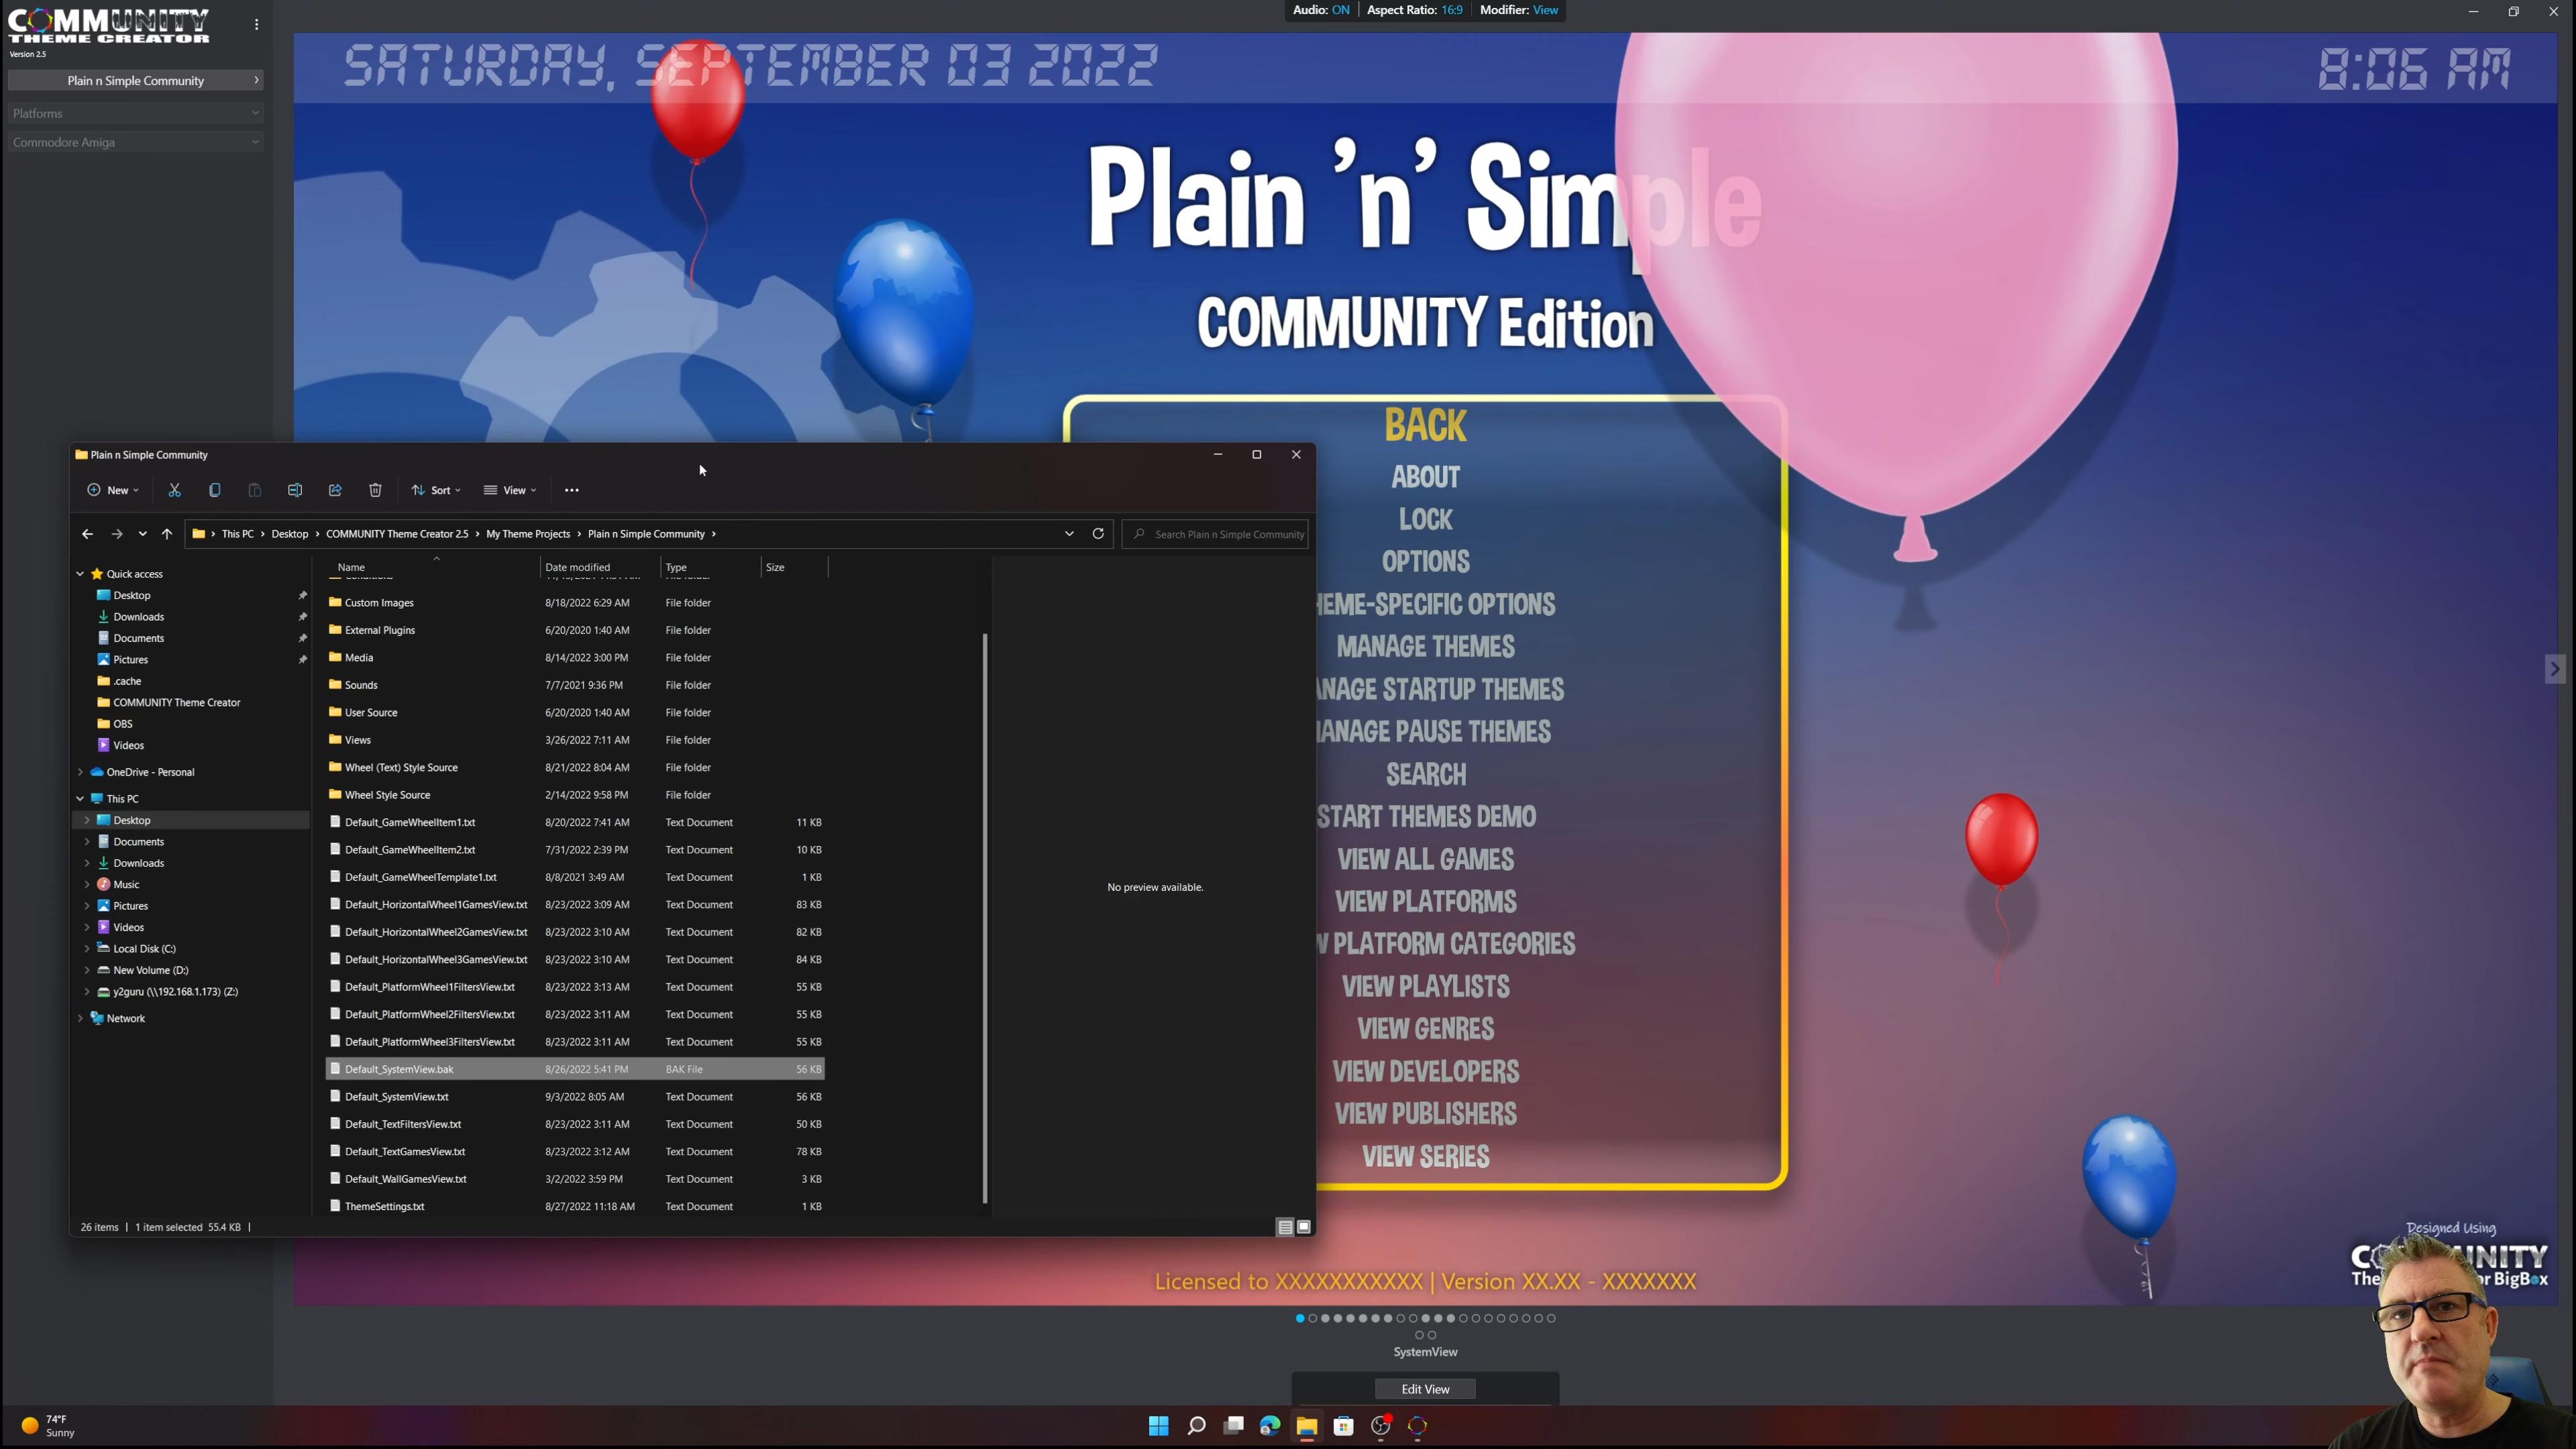 COMMUNITY
THEME CREATOR
Version 2.5
Plain n Simple Community
Platforms
Commodore Amiga
Audio: ON
Aspect Ratio: 16:9
Modifier: View
SATURDAY, SEPTEMBER 03 2022
8:06 AM
Plain 'n' Simple
COMMUNITY Edition
BACK
ABOUT
LOCK
OPTIONS
HEME-SPECIFIC OPTIONS
MANAGE THEMES
ANAGE STARTUP THEMES
ANAGE PAUSE THEMES
SEARCH
START THEMES DEMO
VIEW ALL GAMES
VIEW PLATFORMS
W PLATFORM CATEGORIES
VIEW PLAYLISTS
VIEW GENRES
VIEW DEVELOPERS
VIEW PUBLISHERS
VIEW SERIES
Plain n Simple Community
New
Sort
View
This PC > Desktop > COMMUNITY Theme Creator 2.5 > My Theme Projects > Plain n Simple Community >
Search Plain n Simple Community
Quick access
Desktop
Downloads
Documents
Pictures
.cache
COMMUNITY Theme Creator
OBS
Videos
OneDrive - Personal
This PC
Desktop
Documents
Downloads
Music
Pictures
Videos
Local Disk (C:)
New Volume (D:)
y2guru (\\192.168.1.173) (Z:)
Network
Name Date modified Type Size
Custom Images 8/18/2022 6:29 AM File folder
External Plugins 6/20/2020 1:40 AM File folder
Media 8/14/2022 3:00 PM File folder
Sounds 7/7/2021 9:36 PM File folder
User Source 6/20/2020 1:40 AM File folder
Views 3/26/2022 7:11 AM File folder
Wheel (Text) Style Source 8/21/2022 8:04 AM File folder
Wheel Style Source 2/14/2022 9:58 PM File folder
Default_GameWheelItem1.txt 8/20/2022 7:41 AM Text Document 11 KB
Default_GameWheelItem2.txt 7/31/2022 2:39 PM Text Document 10 KB
Default_GameWheelTemplate1.txt 8/8/2021 3:49 AM Text Document 1 KB
Default_HorizontalWheel1GamesView.txt 8/23/2022 3:09 AM Text Document 83 KB
Default_HorizontalWheel2GamesView.txt 8/23/2022 3:10 AM Text Document 82 KB
Default_HorizontalWheel3GamesView.txt 8/23/2022 3:10 AM Text Document 84 KB
Default_PlatformWheel1FiltersView.txt 8/23/2022 3:13 AM Text Document 55 KB
Default_PlatformWheel2FiltersView.txt 8/23/2022 3:11 AM Text Document 55 KB
Default_PlatformWheel3FiltersView.txt 8/23/2022 3:11 AM Text Document 55 KB
Default_SystemView.bak 8/26/2022 5:41 PM BAK File 56 KB
Default_SystemView.txt 9/3/2022 8:05 AM Text Document 56 KB
Default_TextFiltersView.txt 8/23/2022 3:11 AM Text Document 50 KB
Default_TextGamesView.txt 8/23/2022 3:12 AM Text Document 78 KB
Default_WallGamesView.txt 3/2/2022 3:59 PM Text Document 3 KB
ThemeSettings.txt 8/27/2022 11:18 AM Text Document 1 KB
No preview available.
26 items | 1 item selected 55.4 KB |
Licensed to XXXXXXXXXXX | Version XX.XX - XXXXXXX
Designed Using
SystemView
Edit View
74°F
Sunny